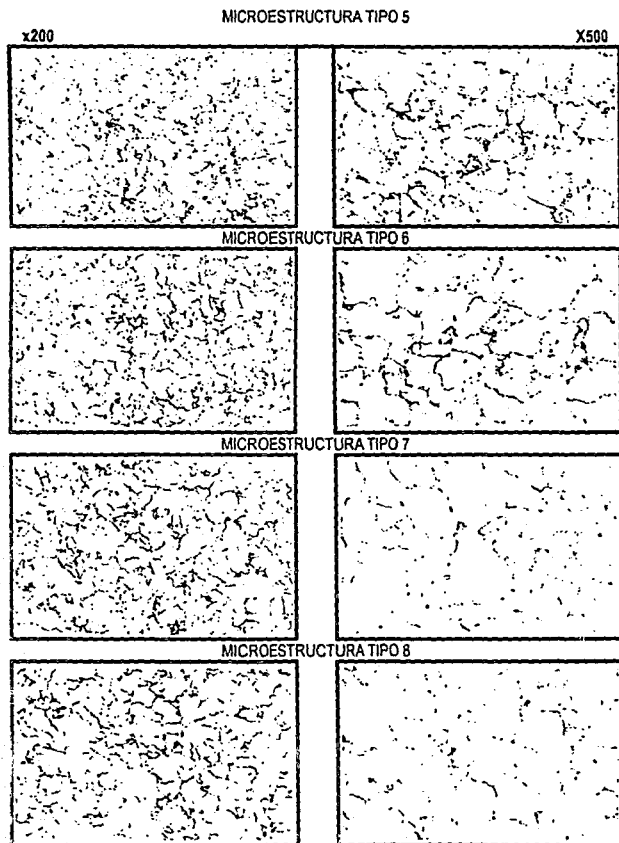 MICROESTRUCTURA TIPO 5
x200 X500
MICROESTRUCTURA TIPO 6
MICROESTRUCTURA TIPO 7
MICROESTRUCTURA TIPO 8